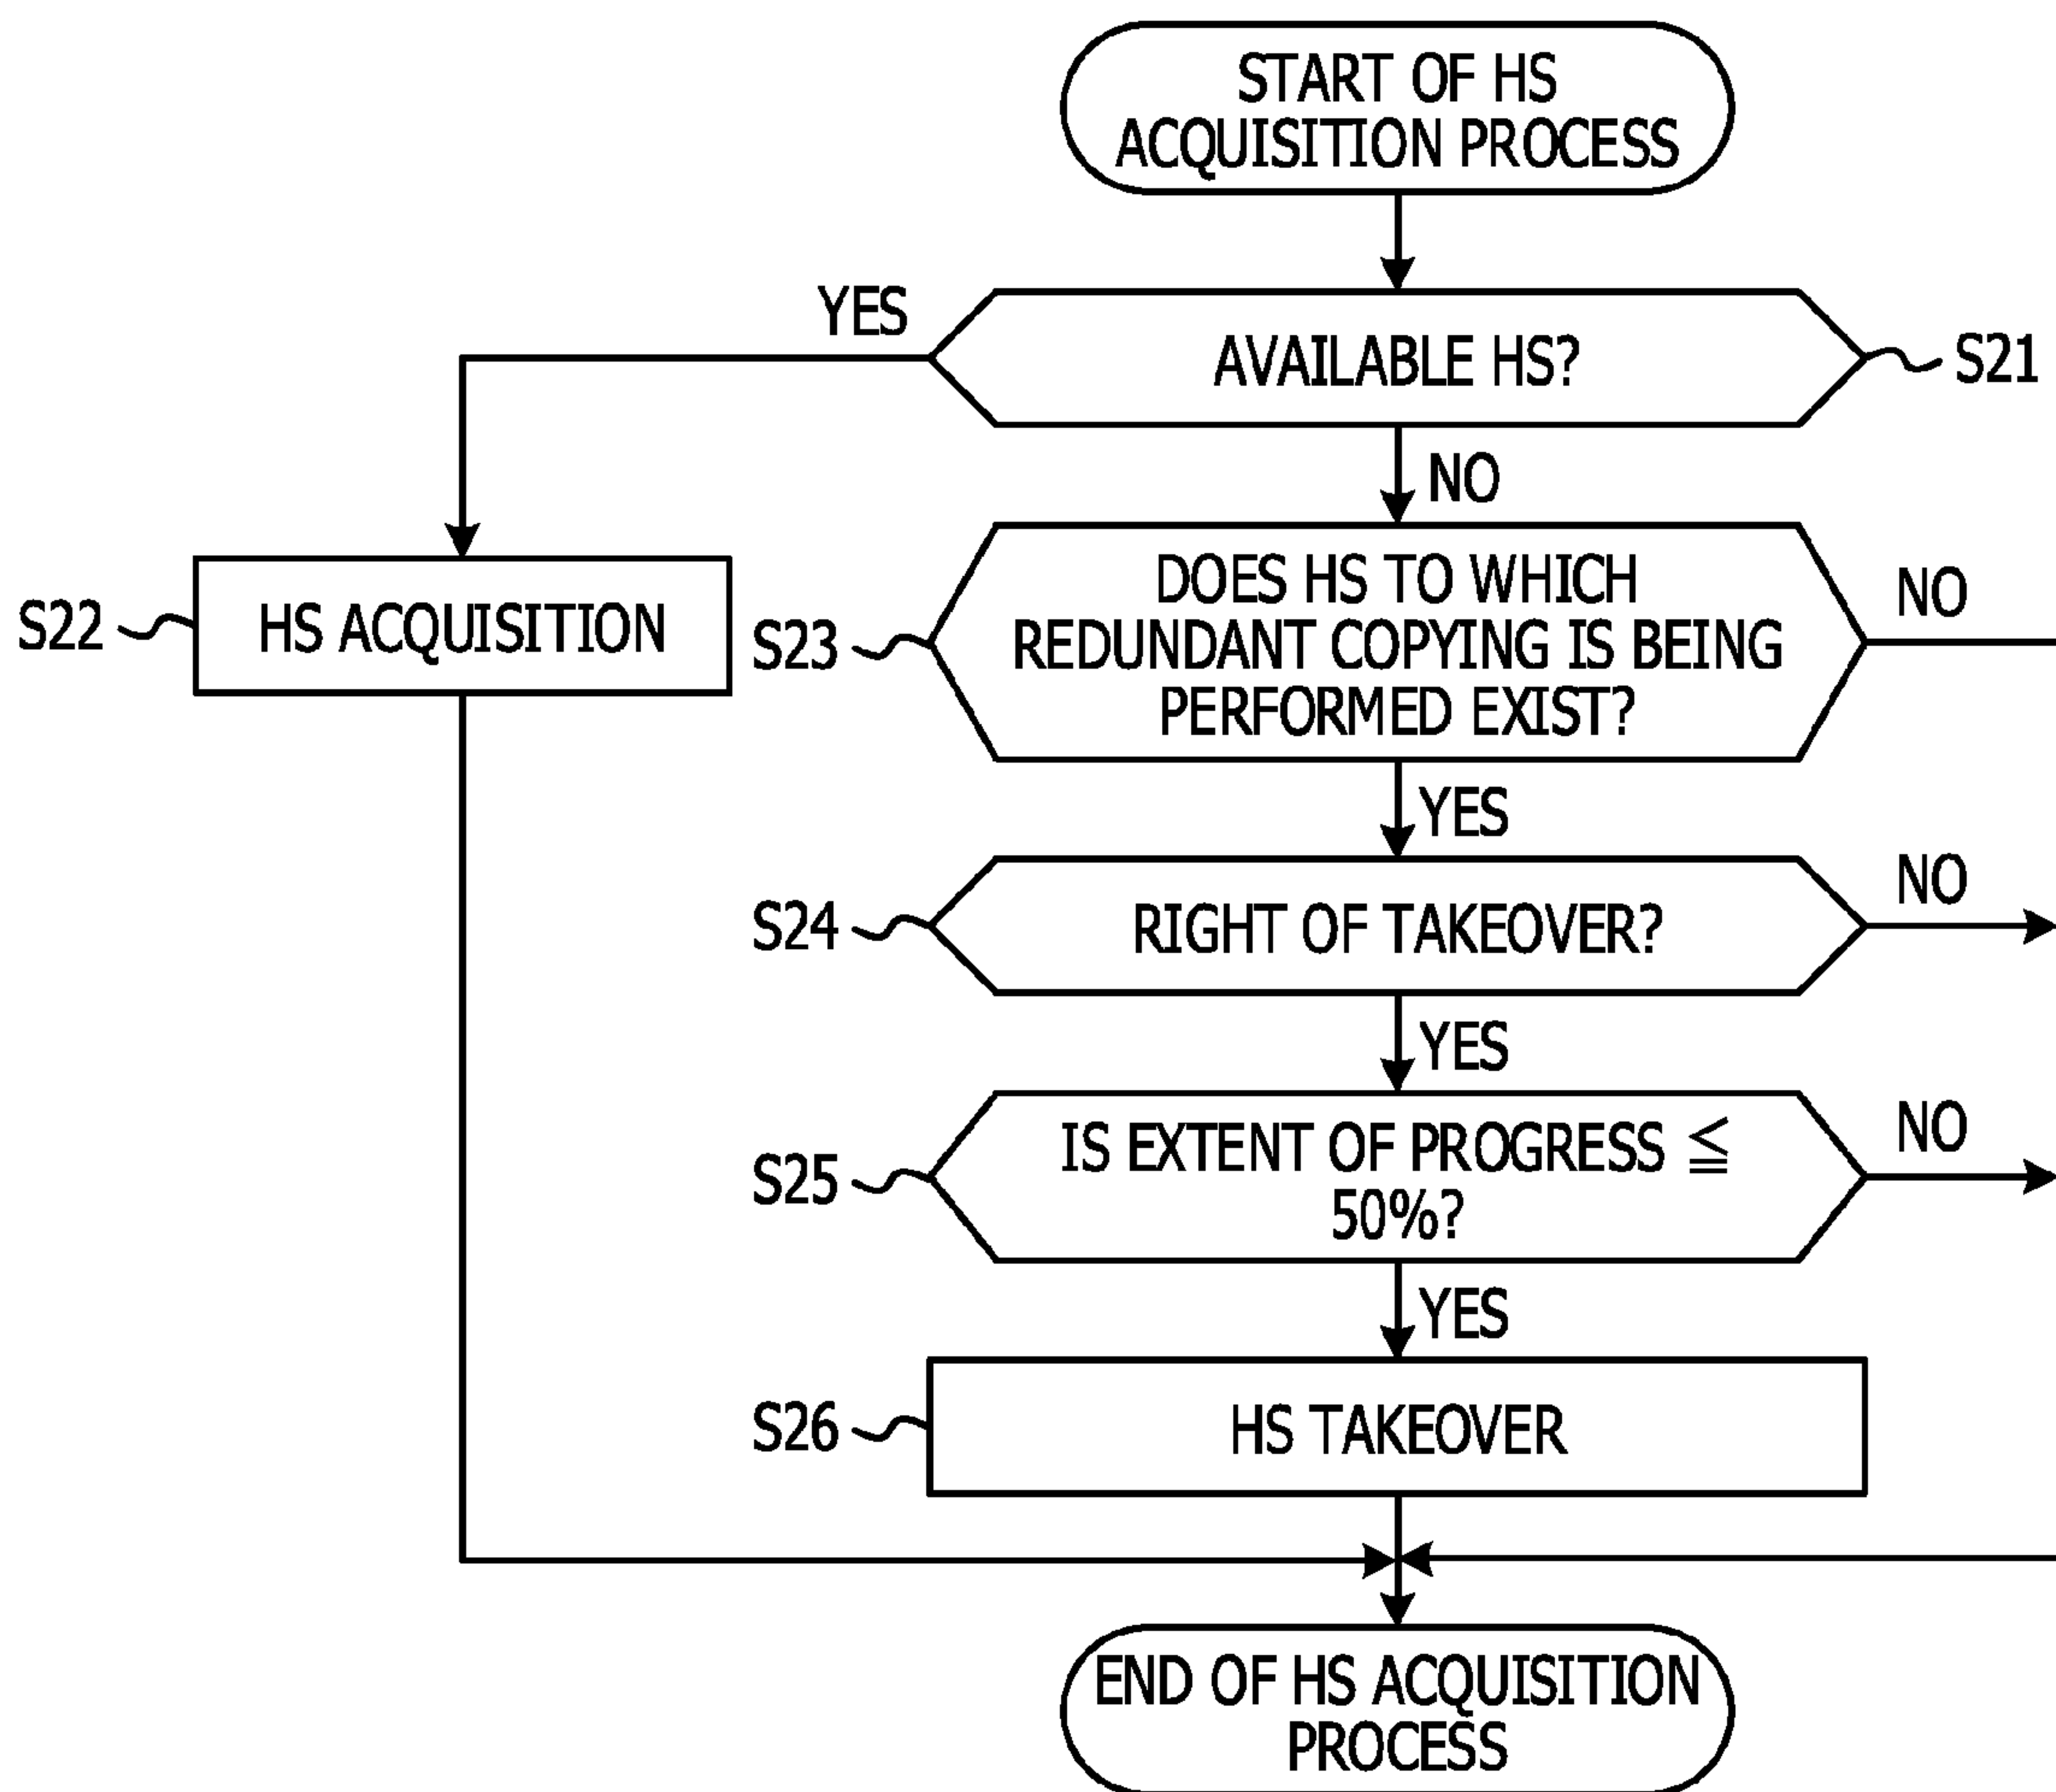 START OF HS
ACQUISITION PROCESS
YES
AVAILABLE HS?
S21
NO
S22
HS ACQUISITION
S23
DOES HS TO WHICH
REDUNDANT COPYING IS BEING
PERFORMED EXIST?
NO
YES
S24
RIGHT OF TAKEOVER?
NO
YES
S25
IS EXTENT OF PROGRESS ≦
50%?
NO
YES
S26
HS TAKEOVER
END OF HS ACQUISITION
PROCESS